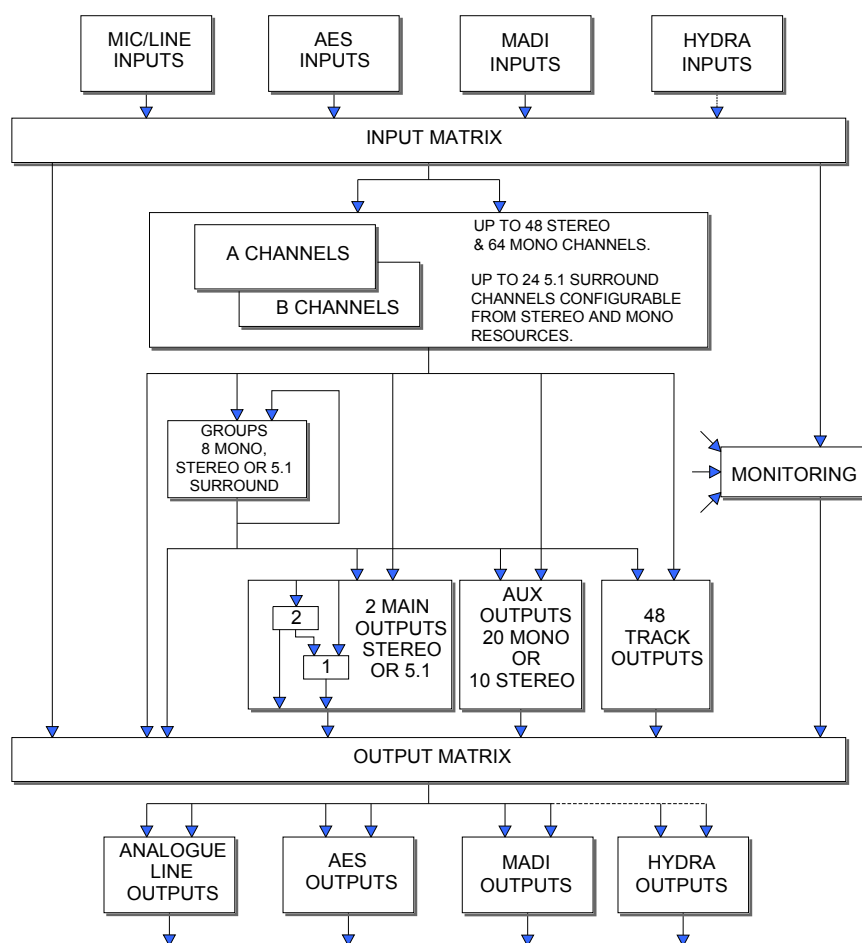 MIC/LINE
INPUTS
AES
INPUTS
MADI
INPUTS
HYDRA
INPUTS
INPUT MATRIX
A CHANNELS
B CHANNELS
UP TO 48 STEREO
& 64 MONO CHANNELS.
UP TO 24 5.1 SURROUND
CHANNELS CONFIGURABLE
FROM STEREO AND MONO
RESOURCES.
GROUPS
8 MONO,
STEREO OR 5.1
SURROUND
MONITORING
2
1
2 MAIN
OUTPUTS
STEREO
OR 5.1
AUX
OUTPUTS
20 MONO
OR
10 STEREO
48
TRACK
OUTPUTS
OUTPUT MATRIX
ANALOGUE
LINE
OUTPUTS
AES
OUTPUTS
MADI
OUTPUTS
HYDRA
OUTPUTS